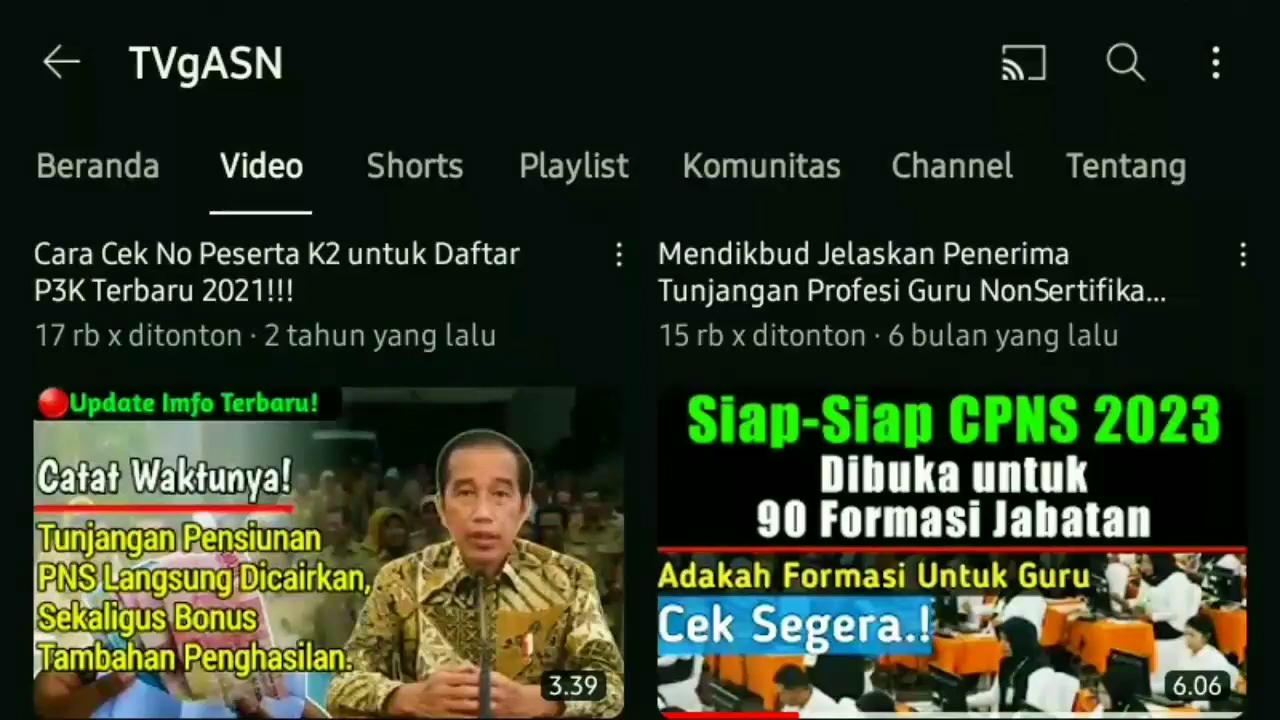 TVgASN
Beranda Video Shorts Playlist Komunitas Channel Tentang
Cara Cek No Peserta K2 untuk Daftar
P3K Terbaru 2021!!!
17 rb x ditonton · 2 tahun yang lalu
Mendikbud Jelaskan Penerima
Tunjangan Profesi Guru NonSertifika...
15 rb x ditonton · 6 bulan yang lalu
Update Imfo Terbaru!
Catat Waktunya!
Tunjangan Pensiunan
PNS Langsung Dicairkan,
Sekaligus Bonus
Tambahan Penghasilan.
3.39
Siap-Siap CPNS 2023
Dibuka untuk
90 Formasi Jabatan
Adakah Formasi Untuk Guru
Cek Segera.!
6.06